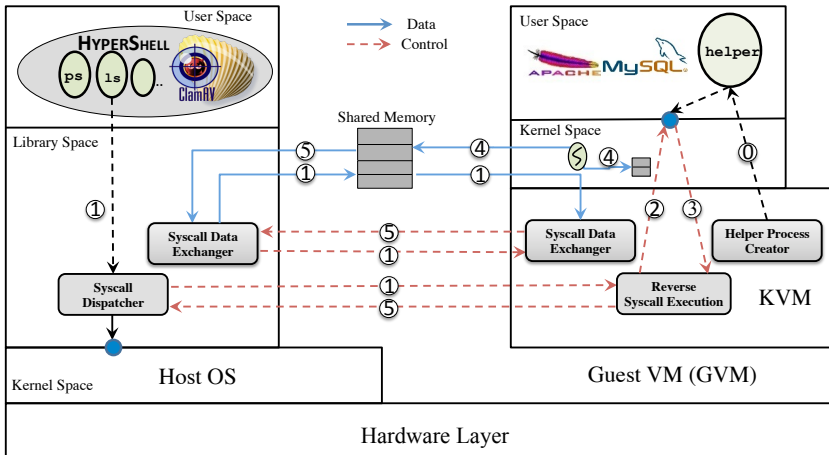 User Space
HYPERSHELL
ps
ls
..
ClamAV
Data
Control
User Space
APACHE
MySQL
helper
Library Space
Shared Memory
Kernel Space
⑤
④
④
⓪
①
①
①
②
③
Syscall Data
Exchanger
⑤
①
Syscall Data
Exchanger
Helper Process
Creator
Syscall
Dispatcher
①
⑤
Reverse
Syscall Execution
KVM
Kernel Space
Host OS
Guest VM (GVM)
Hardware Layer